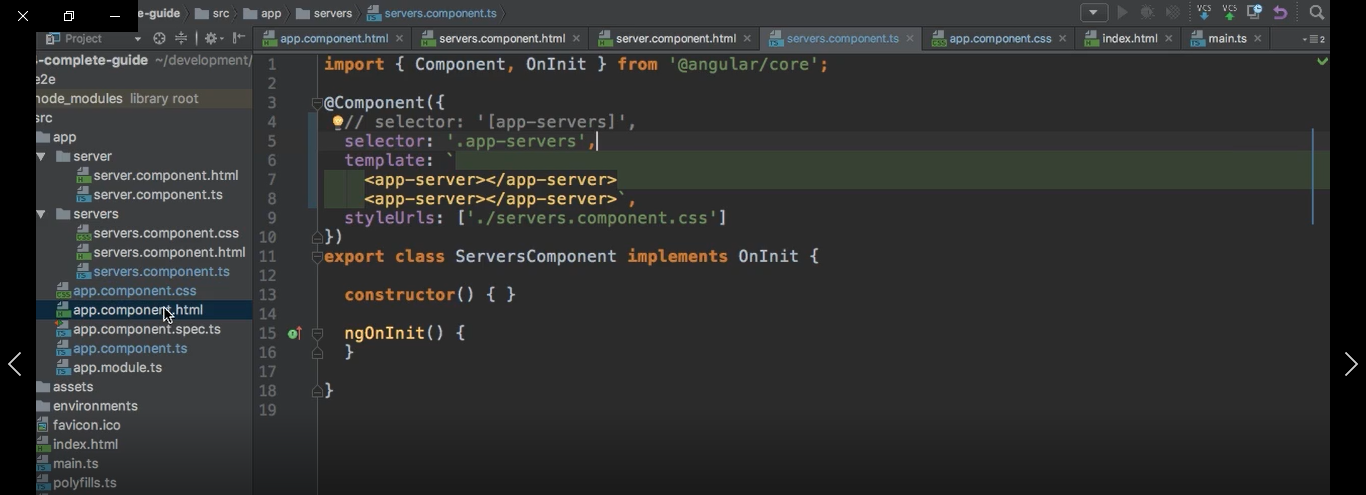 e-guide src app servers servers.component.ts
Project
app.component.html servers.component.html server.component.html servers.component.ts app.component.css index.html main.ts
VCS VCS
2
-complete-guide ~/development/
e2e
node_modules library root
src
app
server
server.component.html
server.component.ts
servers
servers.component.css
servers.component.html
servers.component.ts
app.component.css
app.component.html
app.component.spec.ts
app.component.ts
app.module.ts
assets
environments
favicon.ico
index.html
main.ts
polyfills.ts
1 import { Component, OnInit } from '@angular/core';
2
3 @Component({
4 // selector: '[app-servers]',
5 selector: '.app-servers',
6 template: `
7 <app-server></app-server>
8 <app-server></app-server>`,
9 styleUrls: ['./servers.component.css']
10 })
11 export class ServersComponent implements OnInit {
12
13 constructor() { }
14
15 ngOnInit() {
16 }
17
18 }
19